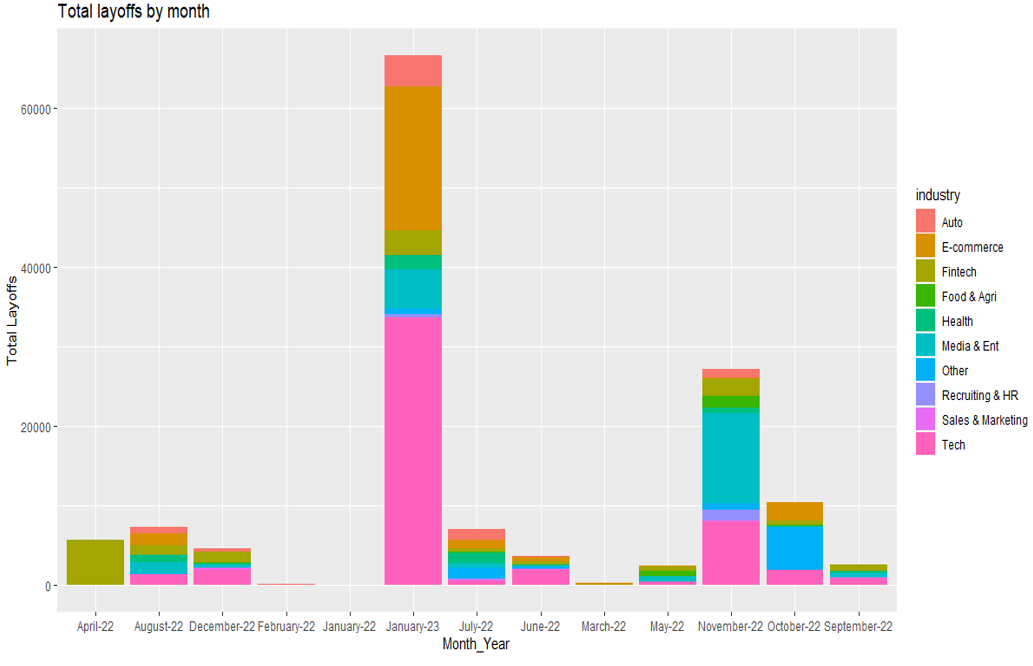 Total layoffs by month
Total Layoffs
60000
40000
20000
0
April-22 August-22 December-22 February-22 January-22 January-23 July-22 June-22 March-22 May-22 November-22 October-22 September-22
Month_Year
industry
Auto
E-commerce
Fintech
Food & Agri
Health
Media & Ent
Other
Recruiting & HR
Sales & Marketing
Tech